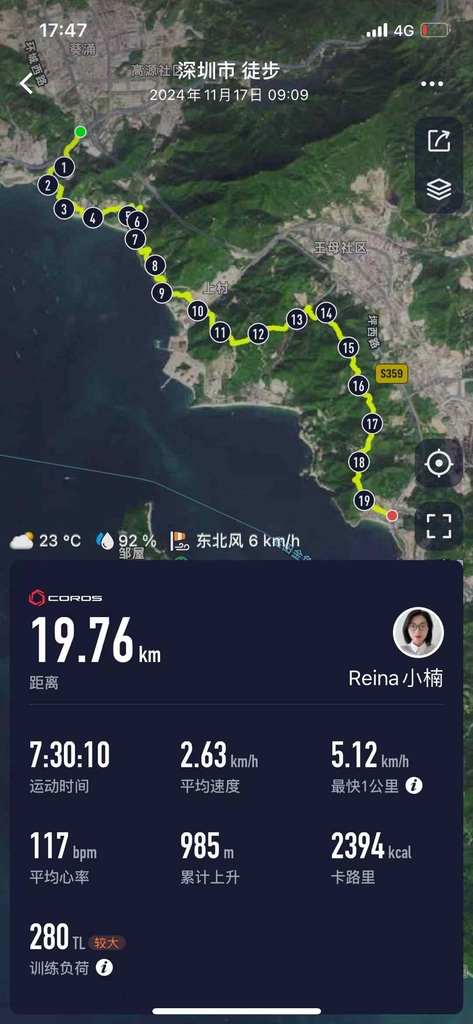 17:47
4G
葵涌
环城西路
高源社区
深圳市 徒步
2024年11月17日 09:09
1
2
3
4
5
6
7
8
9
王母社区
上村
10
11
12
13
14
坪西路
15
S359
16
17
18
19
23 °C
92 %
东北风 6 km/h
邹屋
COROS
19.76 km
距离
Reina小楠
7:30:10
2.63 km/h
5.12 km/h
运动时间
平均速度
最快1公里
117 bpm
985 m
2394 kcal
平均心率
累计上升
卡路里
280 TL 较大
训练负荷